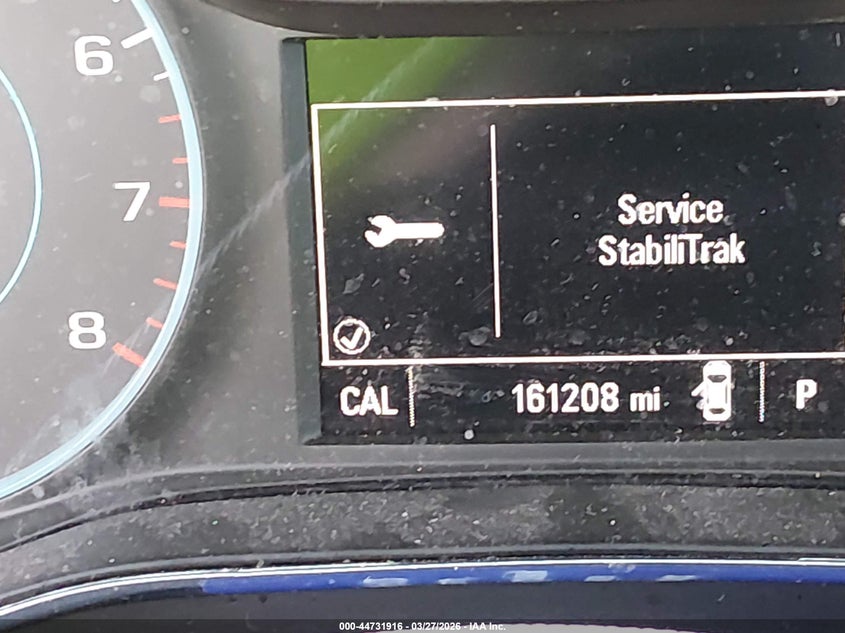 6
7
8
Service
StabiliTrak
CAL
161208 mi
P
000-44731916 - 03/27/2026 - IAA Inc.